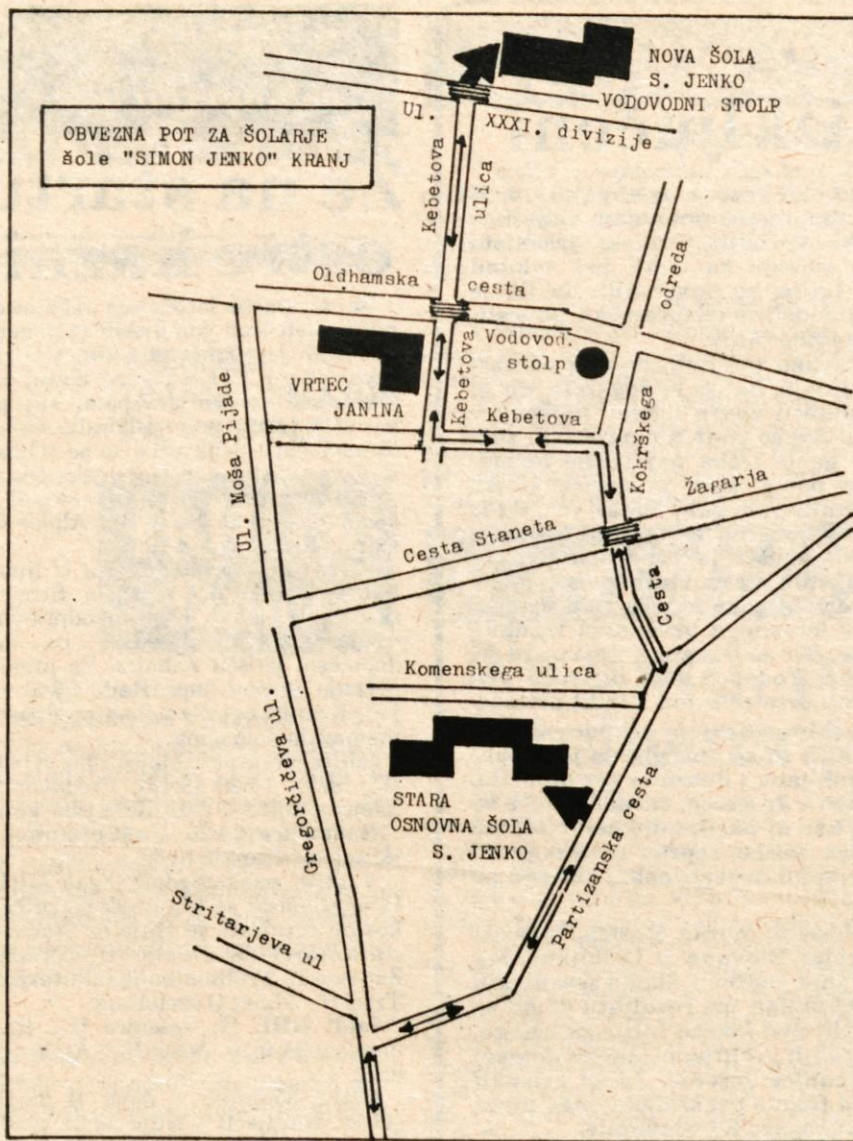 NOVA ŠOLA
S. JENKO
VODOVODNI STOLP
Ul.
XXXI. divizije
OBVEZNA POT ZA ŠOLARJE
šole "SIMON JENKO" KRANJ
Kebetova
ulica
Oldhamska
cesta
odreda
Vodovod.
stolp
VRTEC
JANINA
Kebetova
Kebetova
Kokrškega
Ul. Moša Pijade
Žagarja
Cesta Staneta
Cesta
Komenskega ulica
Gregorčičeva ul.
STARA
OSNOVNA ŠOLA
S. JENKO
Partizanska cesta
Stritarjeva ul